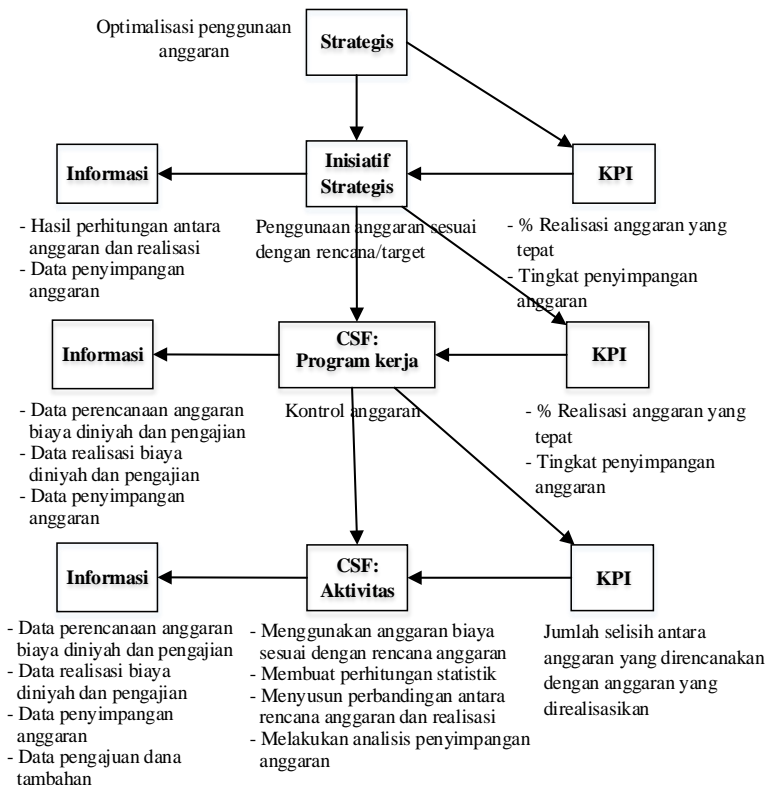 Optimalisasi penggunaan
anggaran
Strategis
Informasi
Inisiatif
Strategis
KPI
- Hasil perhitungan antara
anggaran dan realisasi
- Data penyimpangan
anggaran
Penggunaan anggaran sesuai
dengan rencana/target
- % Realisasi anggaran yang
tepat
- Tingkat penyimpangan
anggaran
Informasi
CSF:
Program kerja
KPI
- Data perencanaan anggaran
biaya diniyah dan pengajian
- Data realisasi biaya
diniyah dan pengajian
- Data penyimpangan
anggaran
Kontrol anggaran
- % Realisasi anggaran yang
tepat
- Tingkat penyimpangan
anggaran
Informasi
CSF:
Aktivitas
KPI
- Data perencanaan anggaran
biaya diniyah dan pengajian
- Data realisasi biaya
diniyah dan pengajian
- Data penyimpangan
anggaran
- Data pengajuan dana
tambahan
- Menggunakan anggaran biaya
sesuai dengan rencana anggaran
- Membuat perhitungan statistik
- Menyusun perbandingan antara
rencana anggaran dan realisasi
- Melakukan analisis penyimpangan
anggaran
Jumlah selisih antara
anggaran yang direncanakan
dengan anggaran yang
direalisasikan